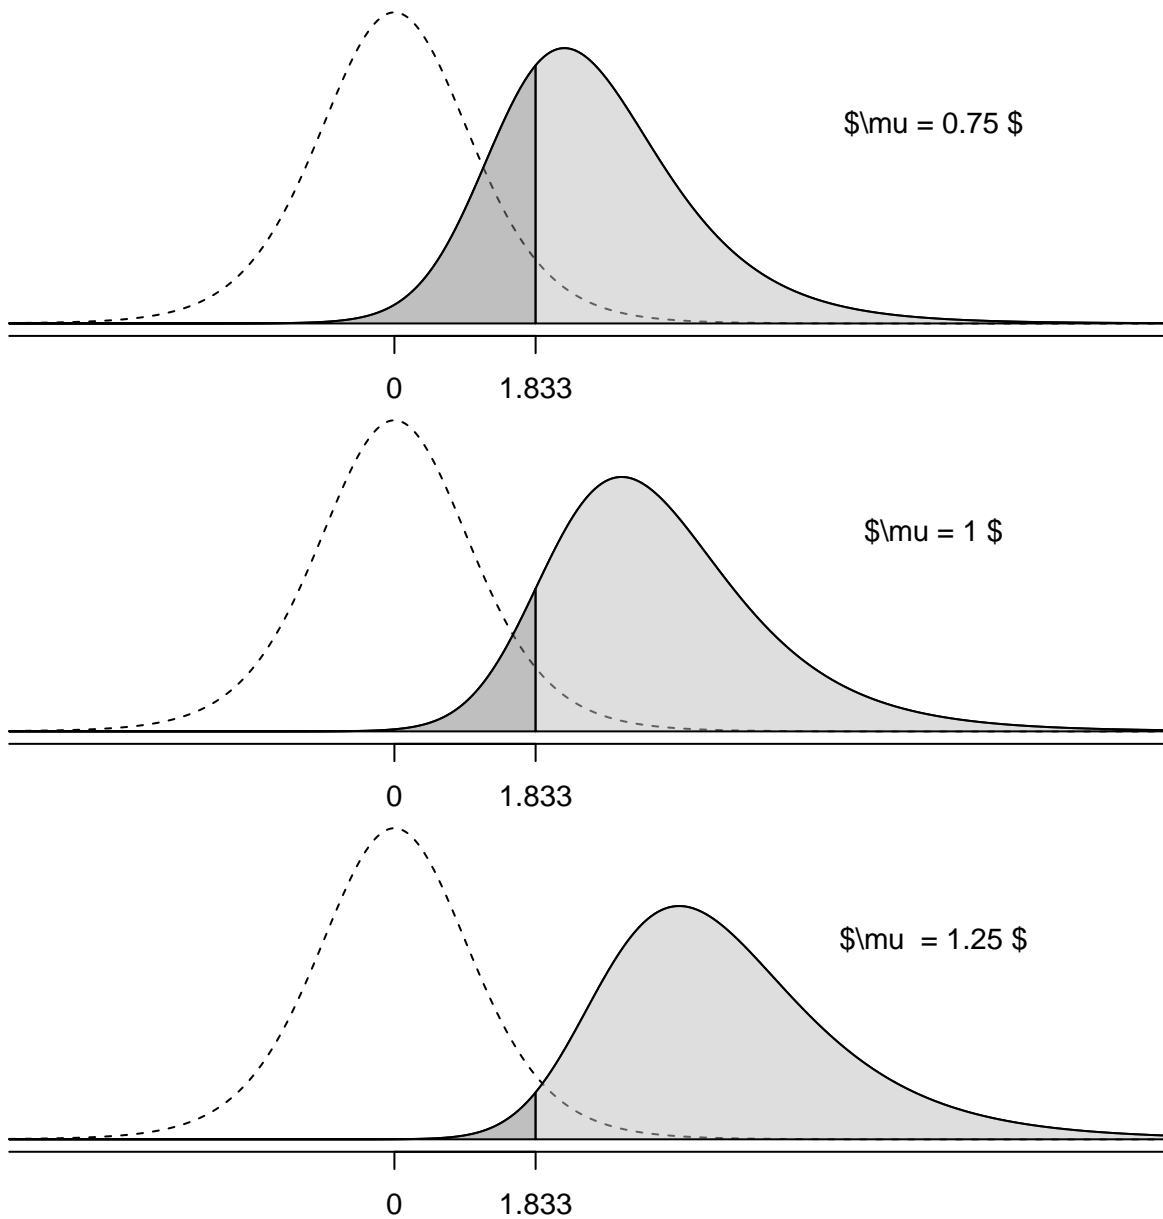 $\mu = 0.75 $
0 1.833
$\mu = 1 $
0 1.833
$\mu  = 1.25 $
0 1.833